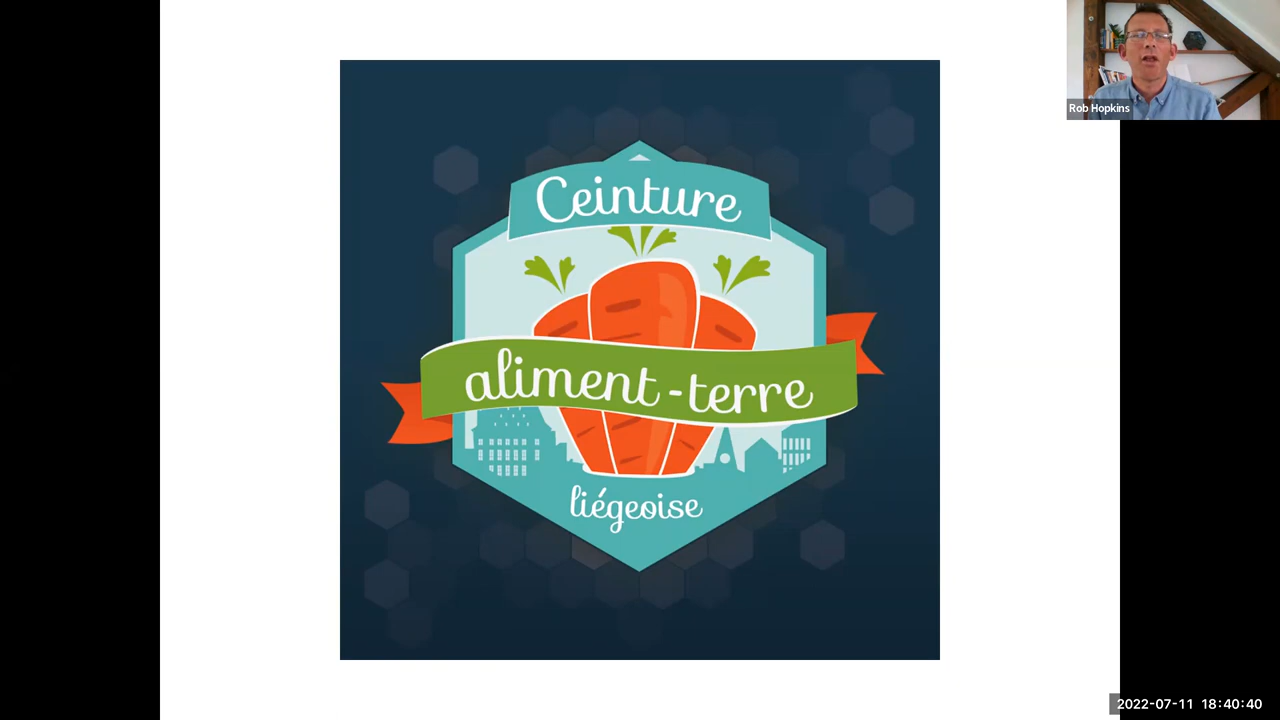 Rob Hopkins
Ceinture
aliment-terre
liégeoise
2022-07-11 18:40:40